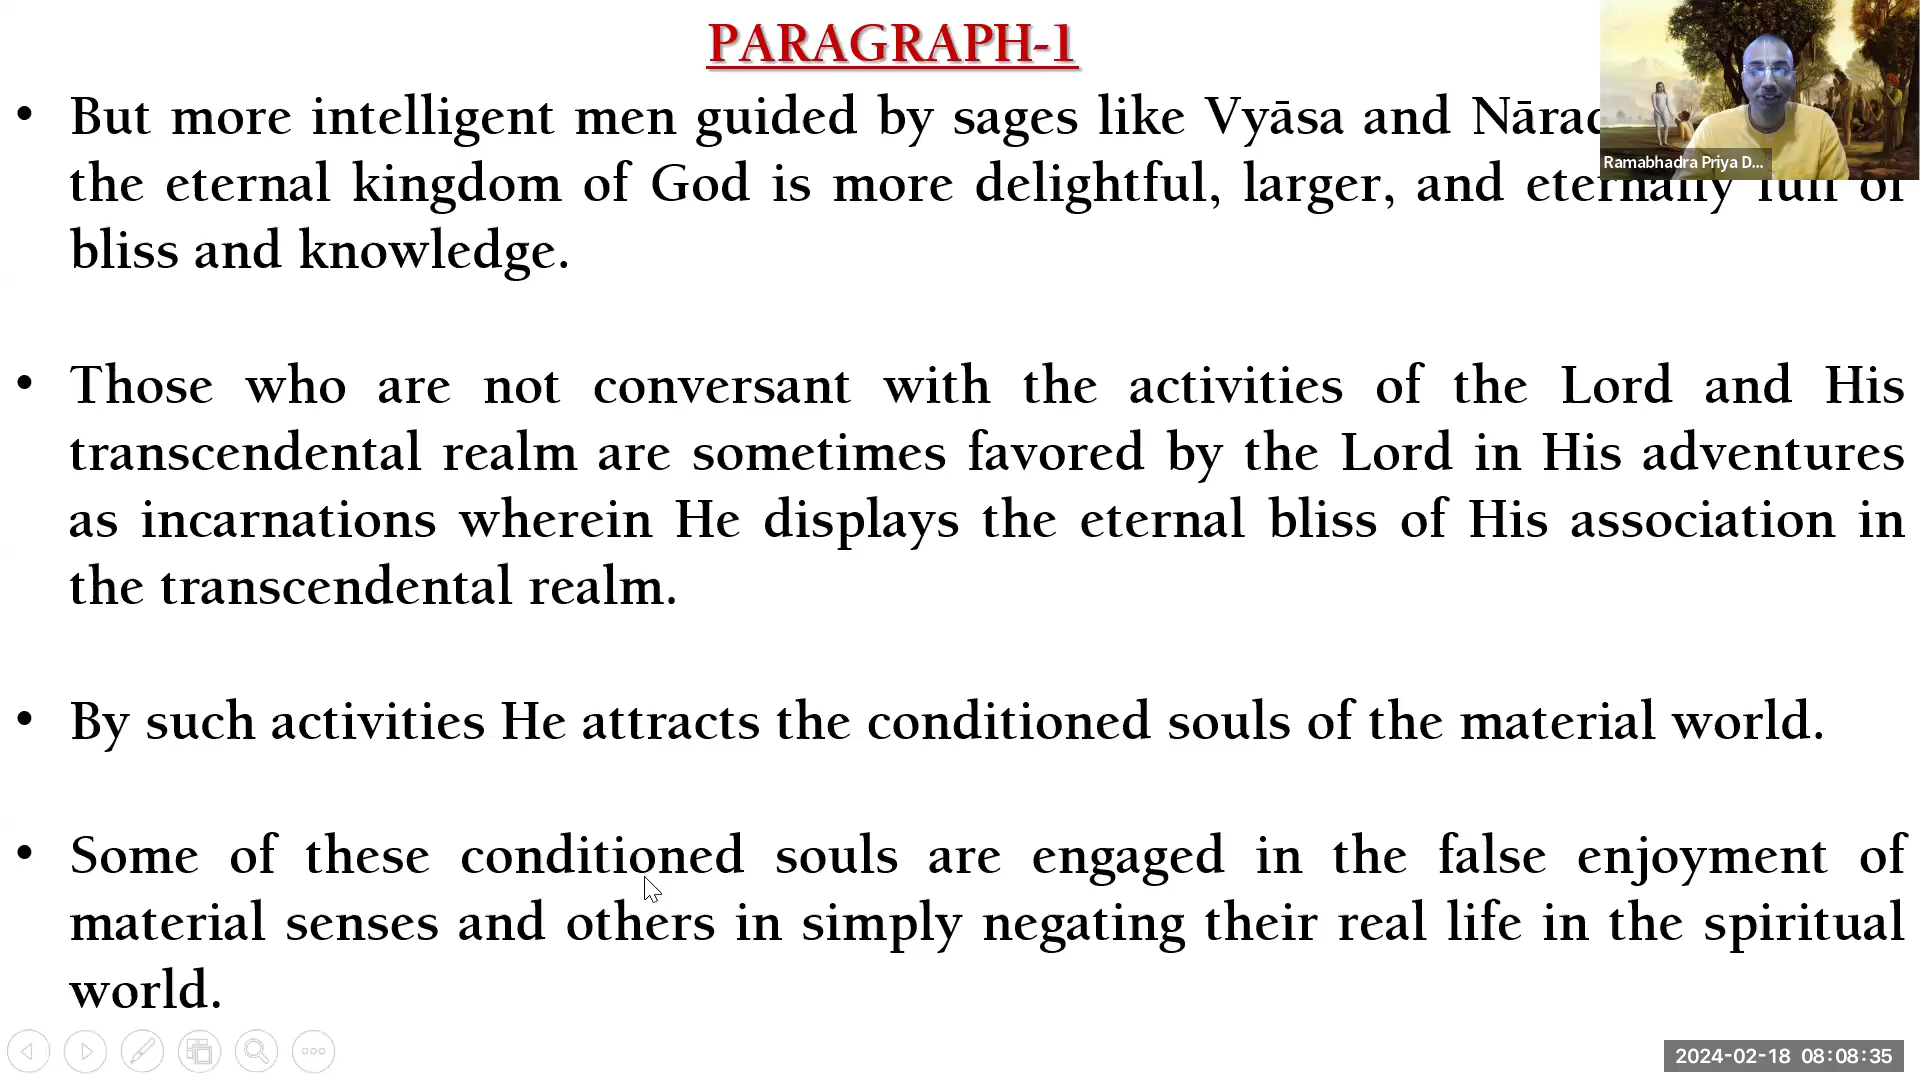 PARAGRAPH-1
• But more intelligent men guided by sages like Vyāsa and
the eternal kingdom of God is more delightful, larger, and eternally full of
bliss and knowledge.
• Those who are not conversant with the activities of the Lord and His
transcendental realm are sometimes favored by the Lord in His adventures
as incarnations wherein He displays the eternal bliss of His association in
the transcendental realm.
• By such activities He attracts the conditioned souls of the material world.
• Some of these conditioned souls are engaged in the false enjoyment of
material senses and others in simply negating their real life in the spiritual
world.
Ramabhadra Priya D...
2024-02-18 08:08:35